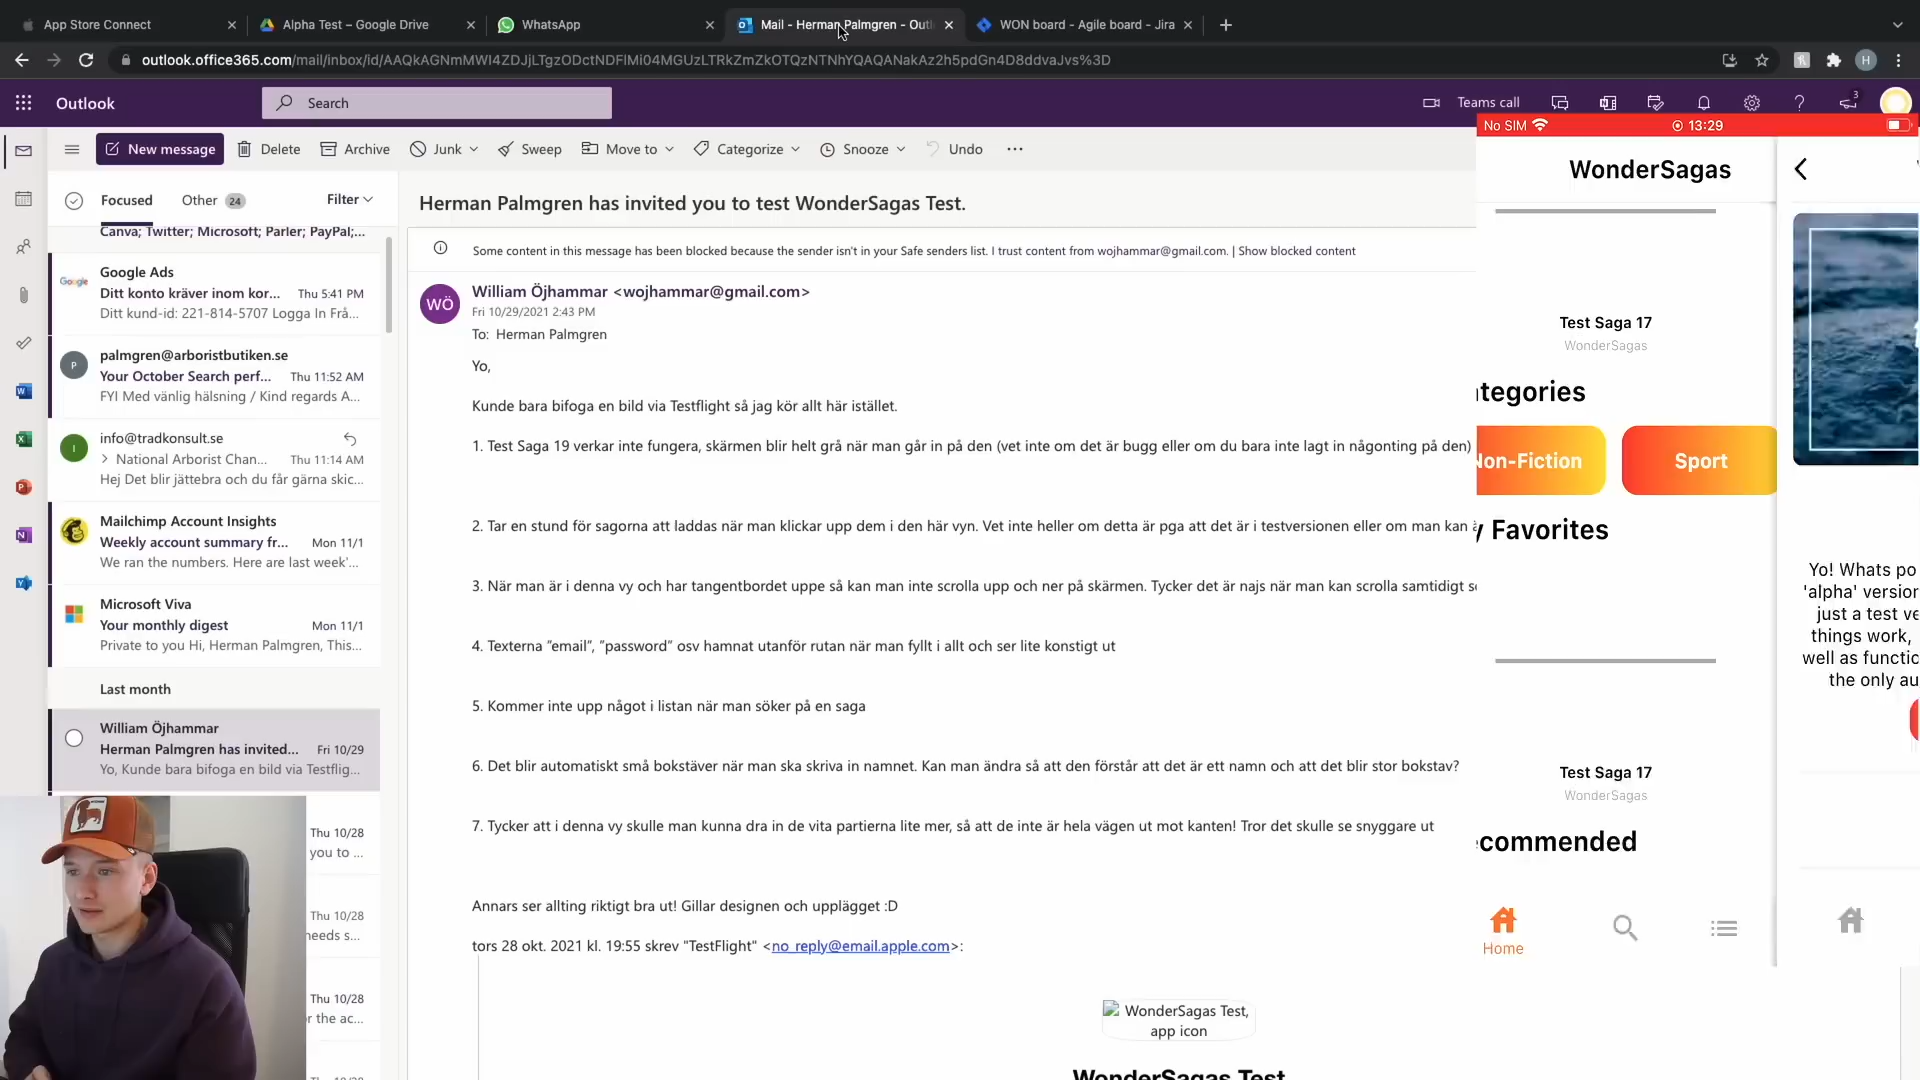 App Store Connect
Alpha Test – Google Drive
WhatsApp
Mail - Herman Palmgren - Outl
WON board - Agile board - Jira
outlook.office365.com/mail/inbox/id/AAQkAGNmMWI4ZDJjLTgzODctNDFlMi04MGUzLTRkZmZkOTQzNTNhYQAQANakAz2h5pdGn4D8ddvaJvs%3D
H
Outlook
Search
Teams call
3
No SIM
13:29
New message
Delete
Archive
Junk
Sweep
Move to
Categorize
Snooze
Undo
Focused
Other 24
Filter
Canva; Twitter; Microsoft; Parler; PayPal;...
Google
Google Ads
Ditt konto kräver inom kor...
Thu 5:41 PM
Ditt kund-id: 221-814-5707 Logga In Frå...
P
palmgren@arboristbutiken.se
Your October Search perf...
Thu 11:52 AM
FYI Med vänlig hälsning / Kind regards A...
I
info@tradkonsult.se
National Arborist Chan...
Thu 11:14 AM
Hej Det blir jättebra och du får gärna skic...
Mailchimp Account Insights
Weekly account summary fr...
Mon 11/1
We ran the numbers. Here are last week'...
Microsoft Viva
Your monthly digest
Mon 11/1
Private to you Hi, Herman Palmgren, This...
Last month
William Öjhammar
Herman Palmgren has invited...
Fri 10/29
Yo, Kunde bara bifoga en bild via Testflig...
Thu 10/28
you to ...
Thu 10/28
needs s...
Thu 10/28
r the ac...
Thu 10/28
Herman Palmgren has invited you to test WonderSagas Test.
Some content in this message has been blocked because the sender isn't in your Safe senders list. I trust content from wojhammar@gmail.com. | Show blocked content
WÖ
William Öjhammar <wojhammar@gmail.com>
Fri 10/29/2021 2:43 PM
To: Herman Palmgren
Yo,
Kunde bara bifoga en bild via Testflight så jag kör allt här istället.
1. Test Saga 19 verkar inte fungera, skärmen blir helt grå när man går in på den (vet inte om det är bugg eller om du bara inte lagt in någonting på den)
2. Tar en stund för sagorna att laddas när man klickar upp dem i den här vyn. Vet inte heller om detta är pga att det är i testversionen eller om man kan ä
3. När man är i denna vy och har tangentbordet uppe så kan man inte scrolla upp och ner på skärmen. Tycker det är najs när man kan scrolla samtidigt s
4. Texterna ”email”, ”password” osv hamnat utanför rutan när man fyllt i allt och ser lite konstigt ut
5. Kommer inte upp något i listan när man söker på en saga
6. Det blir automatiskt små bokstäver när man ska skriva in namnet. Kan man ändra så att den förstår att det är ett namn och att det blir stor bokstav?
7. Tycker att i denna vy skulle man kunna dra in de vita partierna lite mer, så att de inte är hela vägen ut mot kanten! Tror det skulle se snyggare ut
Annars ser allting riktigt bra ut! Gillar designen och upplägget :D
tors 28 okt. 2021 kl. 19:55 skrev "TestFlight" <no_reply@email.apple.com>:
WonderSagas Test,
app icon
WonderSagas Test
WonderSagas
Test Saga 17
WonderSagas
tegories
Non-Fiction
Sport
y Favorites
Test Saga 17
WonderSagas
commended
Home
Yo! Whats po
'alpha' version
just a test ve
things work,
well as functio
the only au